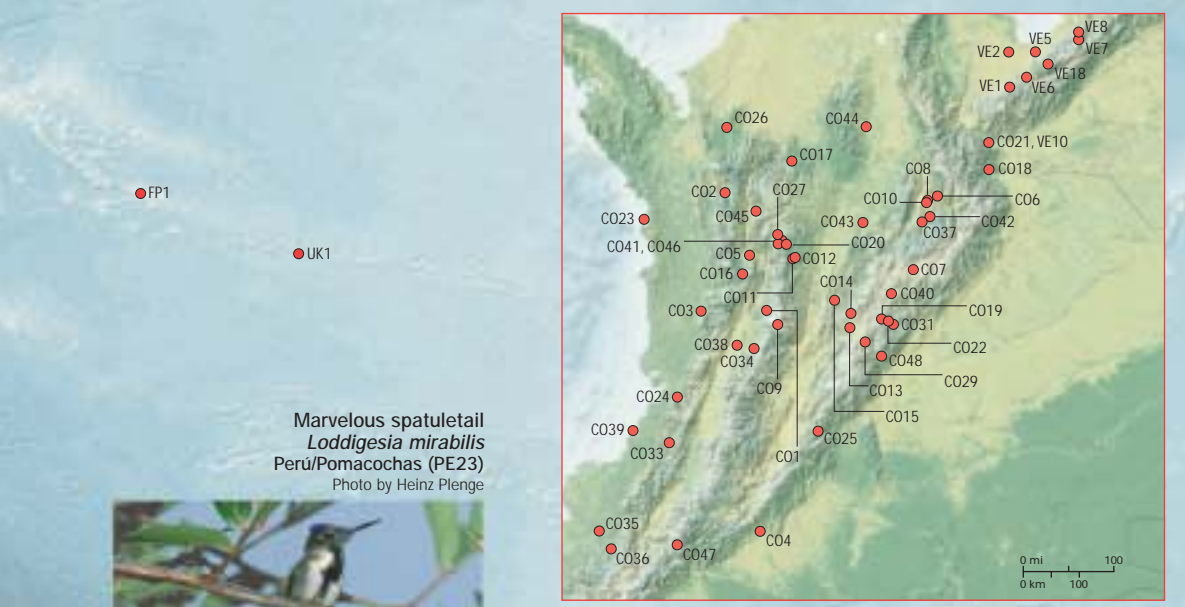 VE8
VE5
VE2
VE7
VE18
VE1
VE6
CO26
CO44
CO21, VE10
CO17
CO8
CO18
FP1
CO2
CO27
CO10
CO6
CO23
CO45
CO43
CO42
CO37
CO41, CO46
CO20
UK1
CO5
CO12
CO16
CO7
CO14
CO11
CO40
CO3
CO19
CO31
CO38
CO34
CO22
CO48
CO9
CO29
CO13
CO24
CO15
Marvelous spatuletail
Loddigesia mirabilis
Perú/Pomacochas (PE23)
Photo by Heinz Plenge
CO39
CO33
CO25
CO1
CO35
CO36
CO47
CO4
0 mi 100
0 km 100